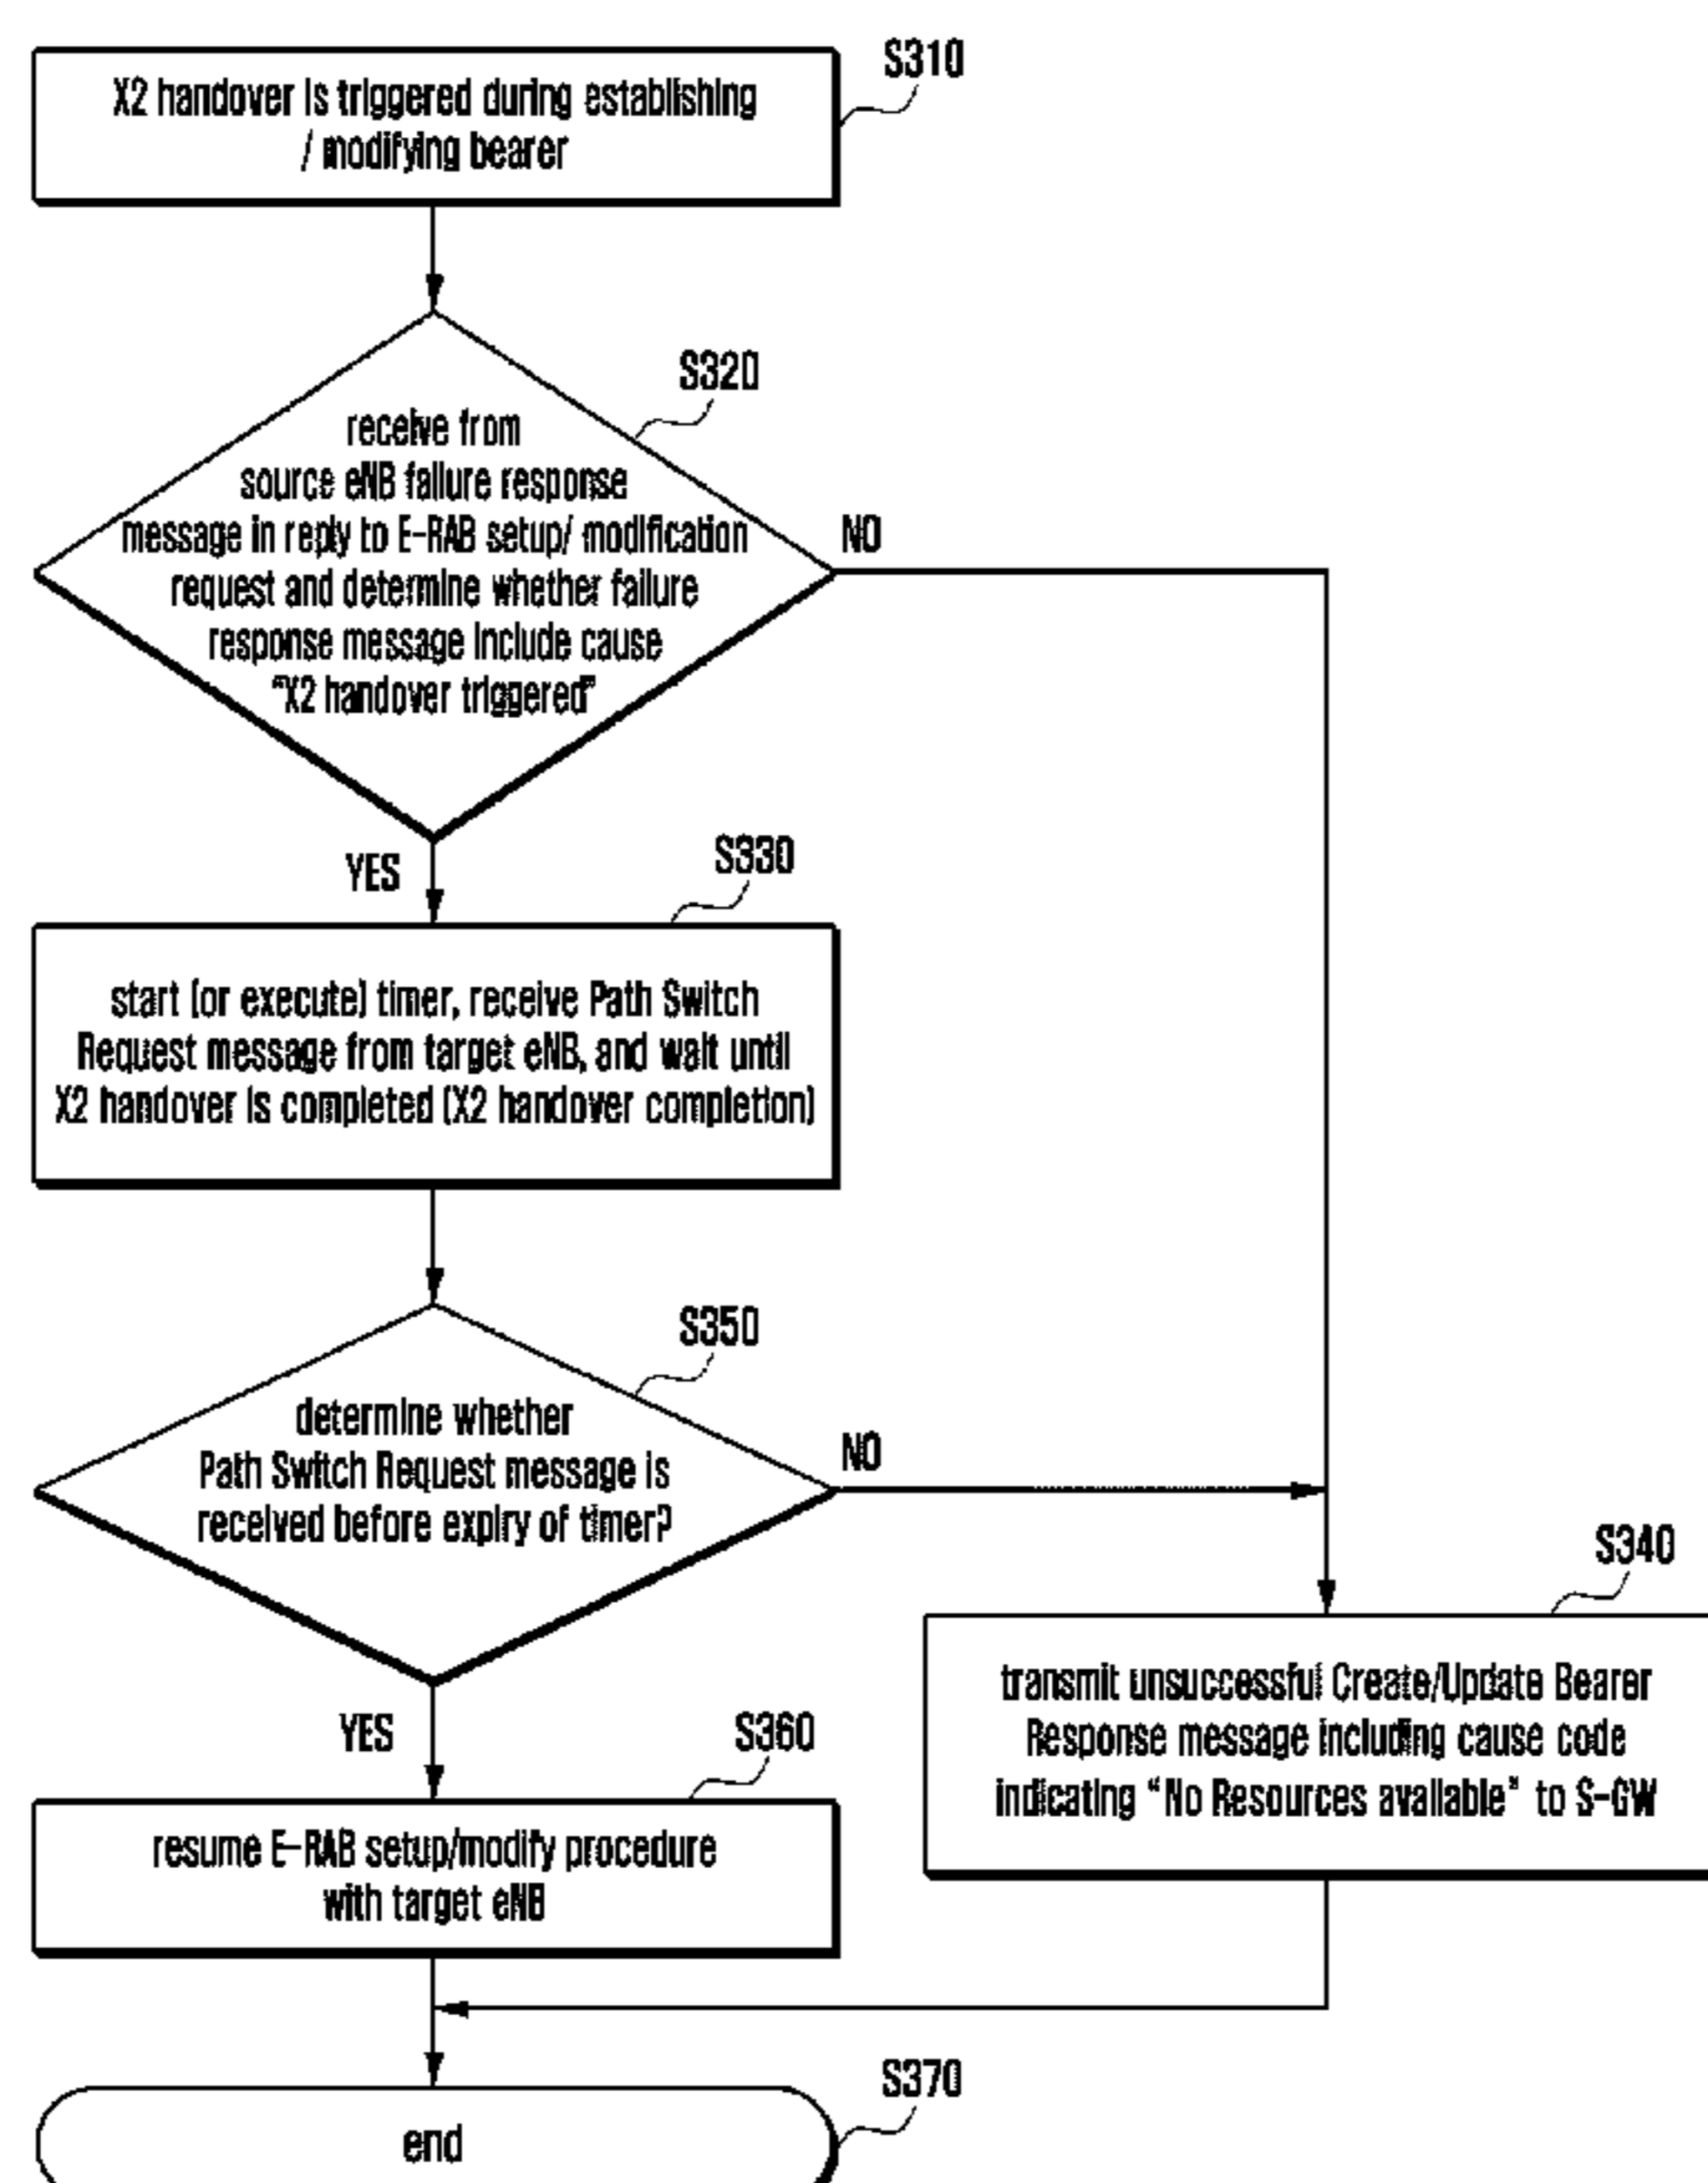 S310
X2 handover is triggered during establishing
/ modifying bearer
S320
receive from
source eNB failure response
message in reply to E-RAB setup/ modification
request and determine whether failure
response message include cause
"X2 handover triggered"
NO
YES
S330
start (or execute) timer, receive Path Switch
Request message from target eNB, and wait until
X2 handover is completed (X2 handover completion)
S350
determine whether
Path Switch Request message is
received before expiry of timer?
NO
S340
transmit unsuccessful Create/Update Bearer
Response message including cause code
indicating "No Resources available" to S-GW
YES
S360
resume E-RAB setup/modify procedure
with target eNB
S370
end